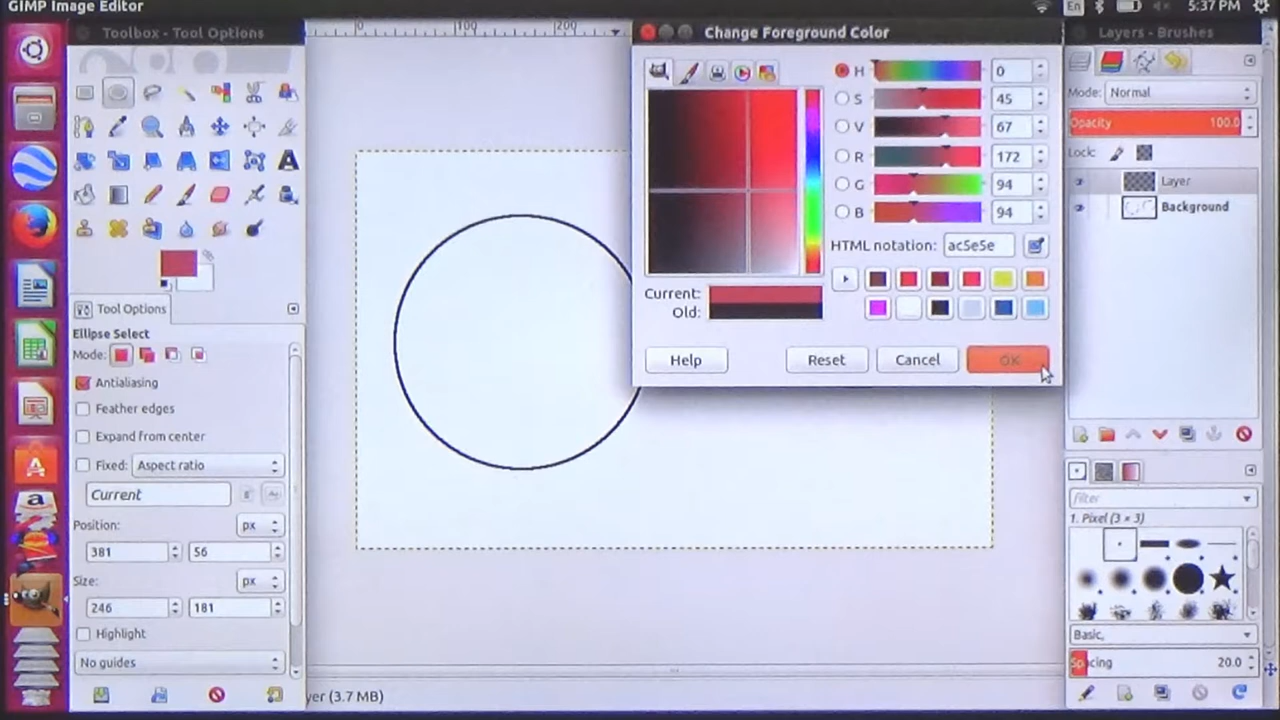 GIMP Image Editor
En
5:37 PM
Toolbox - Tool Options
0
100
200
Change Foreground Color
Layers - Brushes
H 0
S 45
V 67
R 172
G 94
B 94
HTML notation: ac5e5e
Current:
Old:
Help
Reset
Cancel
OK
Mode: Normal
Opacity 100.0
Lock:
Layer
Background
Tool Options
Ellipse Select
Mode:
Antialiasing
Feather edges
Expand from center
Fixed: Aspect ratio
Current
Position: px
381 56
Size: px
246 181
Highlight
No guides
yer (3.7 MB)
filter
1. Pixel (3 × 3)
Basic,
Spacing 20.0